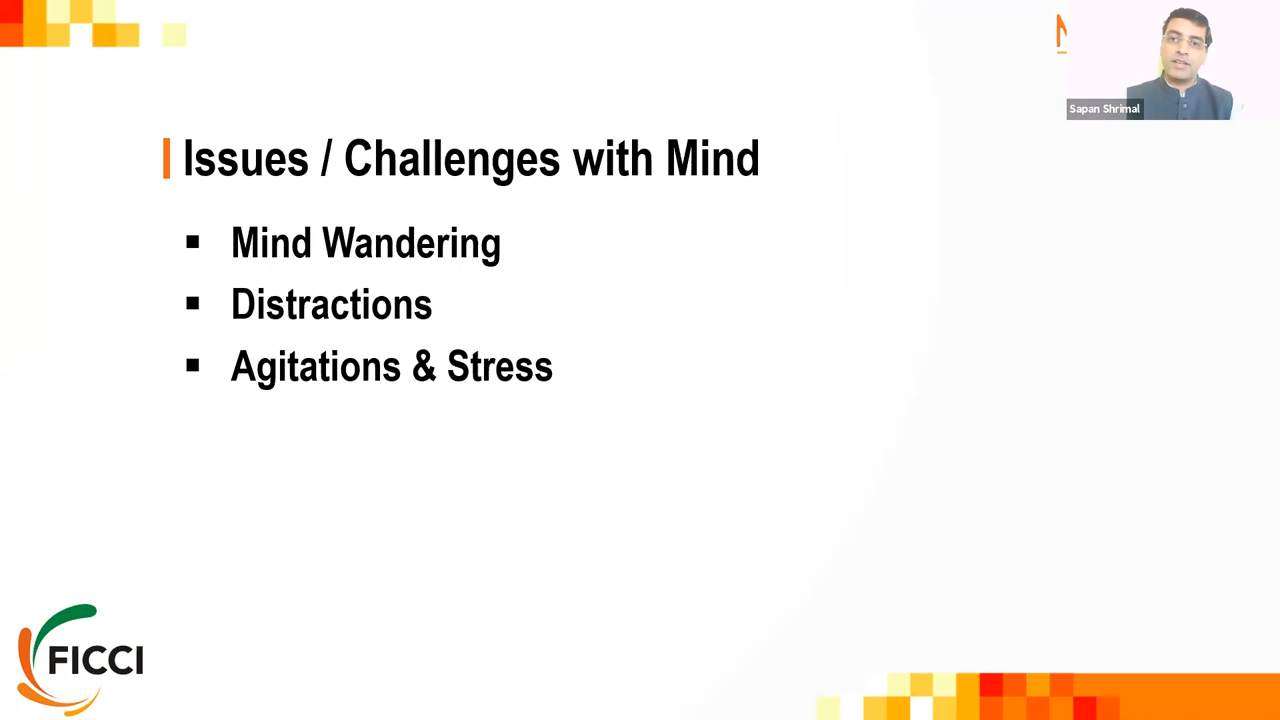 Sapan Shrimal
Issues / Challenges with Mind
▪ Mind Wandering
▪ Distractions
▪ Agitations & Stress
FICCI